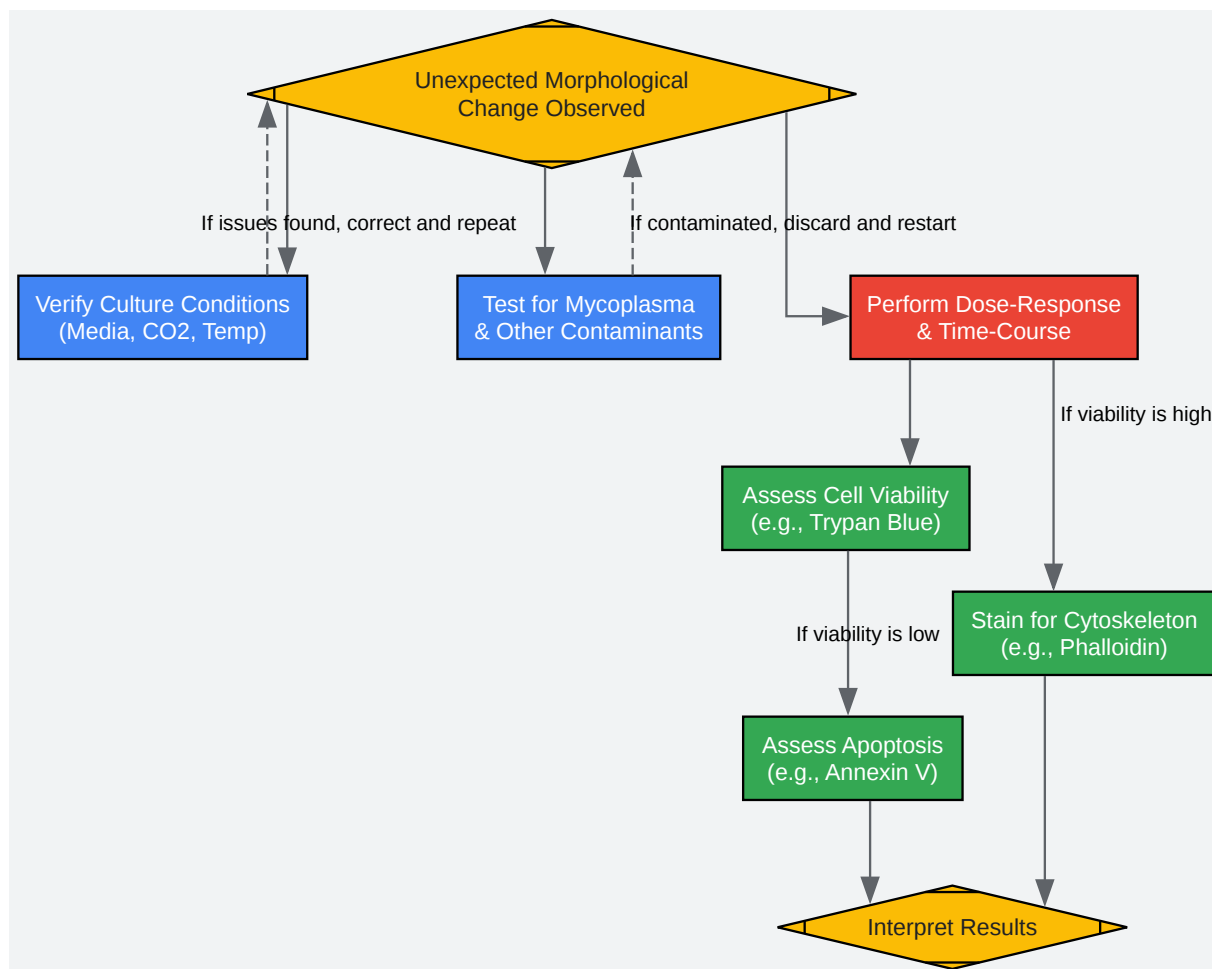 Unexpected Morphological
Change Observed
If issues found, correct and repeat
If contaminated, discard and restart
Verify Culture Conditions
(Media, CO2, Temp)
Test for Mycoplasma
& Other Contaminants
Perform Dose-Response
& Time-Course
If viability is high
Assess Cell Viability
(e.g., Trypan Blue)
Stain for Cytoskeleton
(e.g., Phalloidin)
If viability is low
Assess Apoptosis
(e.g., Annexin V)
Interpret Results